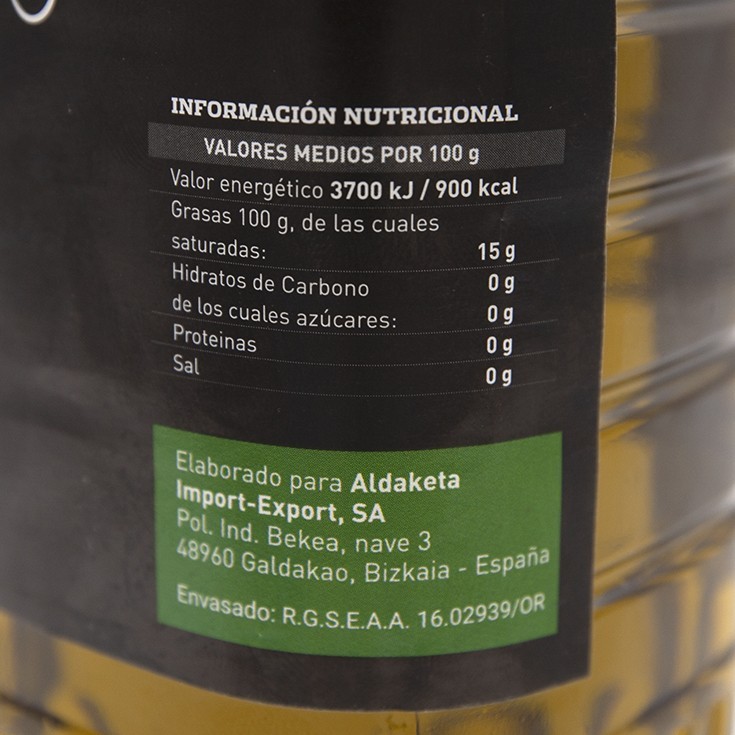 INFORMACIÓN NUTRICIONAL
VALORES MEDIOS POR 100 g
Valor energético 3700 kJ / 900 kcal
Grasas 100 g, de las cuales
saturadas: 15 g
Hidratos de Carbono 0 g
de los cuales azúcares: 0 g
Proteinas 0 g
Sal 0 g
Elaborado para Aldaketa
Import-Export, SA
Pol. Ind. Bekea, nave 3
48960 Galdakao, Bizkaia - España
Envasado: R.G.S.E.A.A. 16.02939/OR